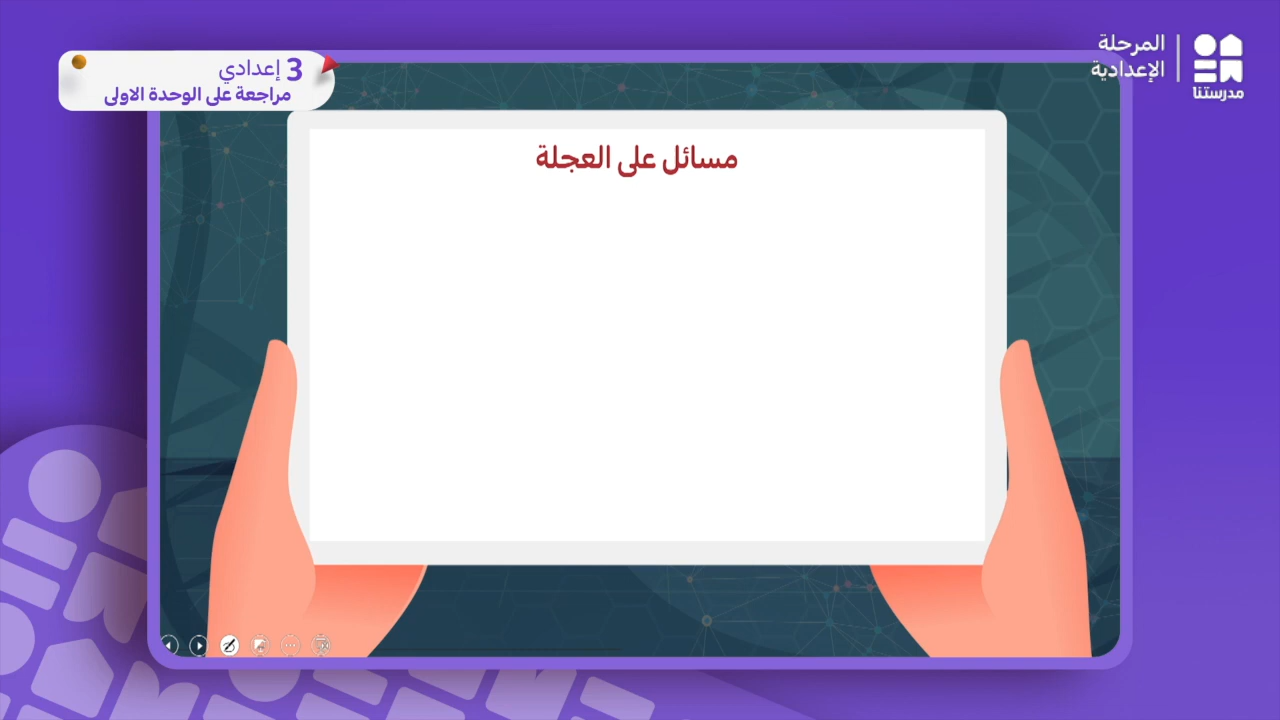 المرحلة
الإعدادية
مدرستنا
3 إعدادي
مراجعة على الوحدة الاولى
مسائل على العجلة